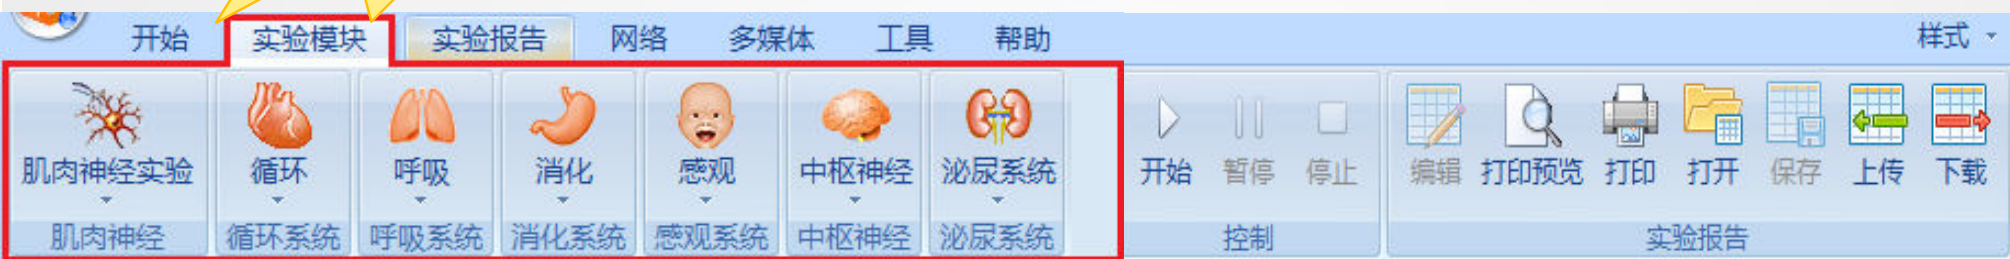 开始 实验模块 实验报告 网络 多媒体 工具 帮助 样式
肌肉神经实验 循环 呼吸 消化 感观 中枢神经 泌尿系统 开始 暂停 停止 编辑 打印预览 打印 打开 保存 上传 下载
肌肉神经 循环系统 呼吸系统 消化系统 感观系统 中枢神经 泌尿系统 控制 实验报告